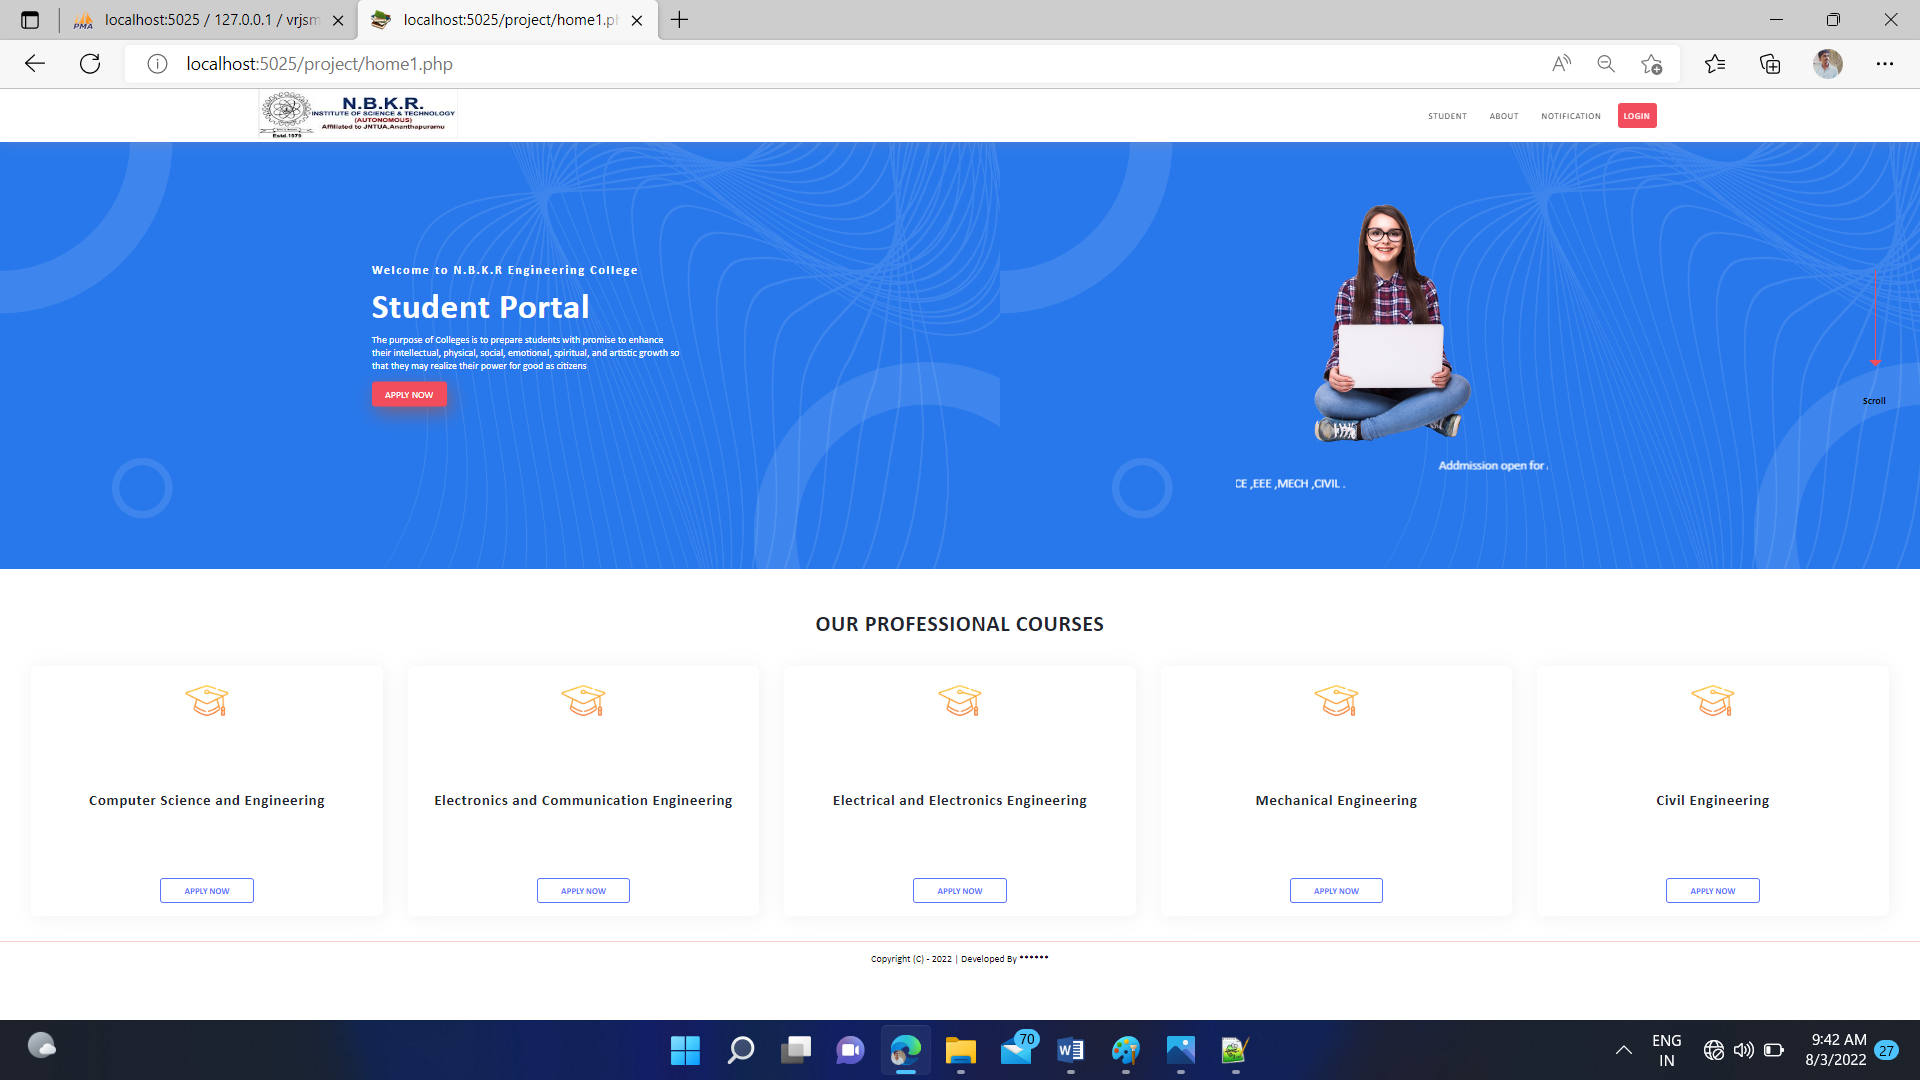 localhost:5025 / 127.0.0.1 / vrjsm
localhost:5025/project/home1.ph
localhost:5025/project/home1.php
N.B.K.R.
INSTITUTE OF SCIENCE & TECHNOLOGY
(AUTONOMOUS)
Affiliated to JNTUA,Ananthapuramu
Estd.1979
STUDENT
ABOUT
NOTIFICATION
LOGIN
Welcome to N.B.K.R Engineering College
Student Portal
The purpose of Colleges is to prepare students with promise to enhance
their intellectual, physical, social, emotional, spiritual, and artistic growth so
that they may realize their power for good as citizens
APPLY NOW
Scroll
Addmission open for
CE ,EEE ,MECH ,CIVIL .
OUR PROFESSIONAL COURSES
Computer Science and Engineering
Electronics and Communication Engineering
Electrical and Electronics Engineering
Mechanical Engineering
Civil Engineering
APPLY NOW
APPLY NOW
APPLY NOW
APPLY NOW
APPLY NOW
Copyright (C) - 2022 | Developed By ******
70
ENG
IN
9:42 AM
8/3/2022
27